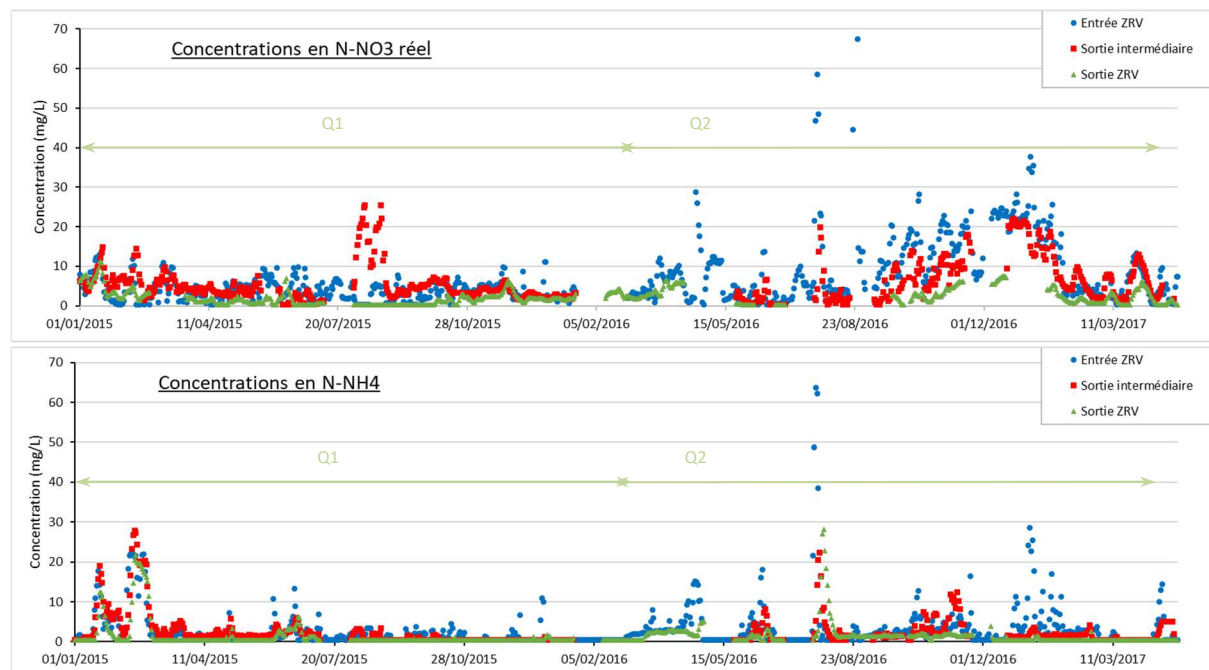 Concentrations en N-NO3 réel
Entrée ZRV
Sortie intermédiaire
Sortie ZRV
Concentration (mg/L)
70
60
50
40
30
20
10
0
Q1
Q2
01/01/2015
11/04/2015
20/07/2015
28/10/2015
05/02/2016
15/05/2016
23/08/2016
01/12/2016
11/03/2017
Concentrations en N-NH4
Entrée ZRV
Sortie intermédiaire
Sortie ZRV
Concentration (mg/L)
70
60
50
40
30
20
10
0
Q1
Q2
01/01/2015
11/04/2015
20/07/2015
28/10/2015
05/02/2016
15/05/2016
23/08/2016
01/12/2016
11/03/2017